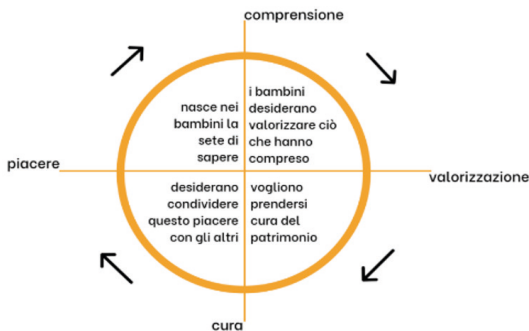 comprensione
nasce nei
bambini la
sete di
sapere
i bambini
desiderano
valorizzare ciò
che hanno
compreso
piacere
valorizzazione
desiderano
condividere
questo piacere
con gli altri
vogliono
prendersi
cura del
patrimonio
cura